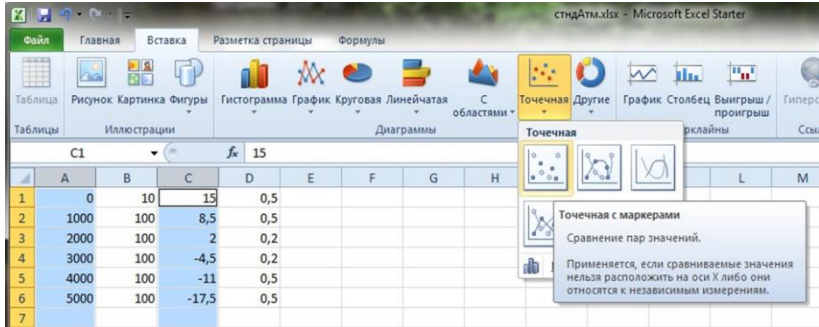 стндАтм.xlsx - Microsoft Excel Starter
Файл Главная Вставка Разметка страницы Формулы
Таблица Рисунок Картинка Фигуры Гистограмма График Круговая Линейчатая С областями Точечная Другие График Столбец Выигрыш / проигрыш
Таблицы Иллюстрации Диаграммы
Точечная
C1 fx 15
A B C D E F G H L M
1 0 10 15 0,5
2 1000 100 8,5 0,5
3 2000 100 2 0,2
4 3000 100 -4,5 0,2
5 4000 100 -11 0,5
6 5000 100 -17,5 0,5
7
Точечная с маркерами
Сравнение пар значений.
Применяется, если сравниваемые значения
нельзя расположить на оси X либо они
относятся к независимым измерениям.